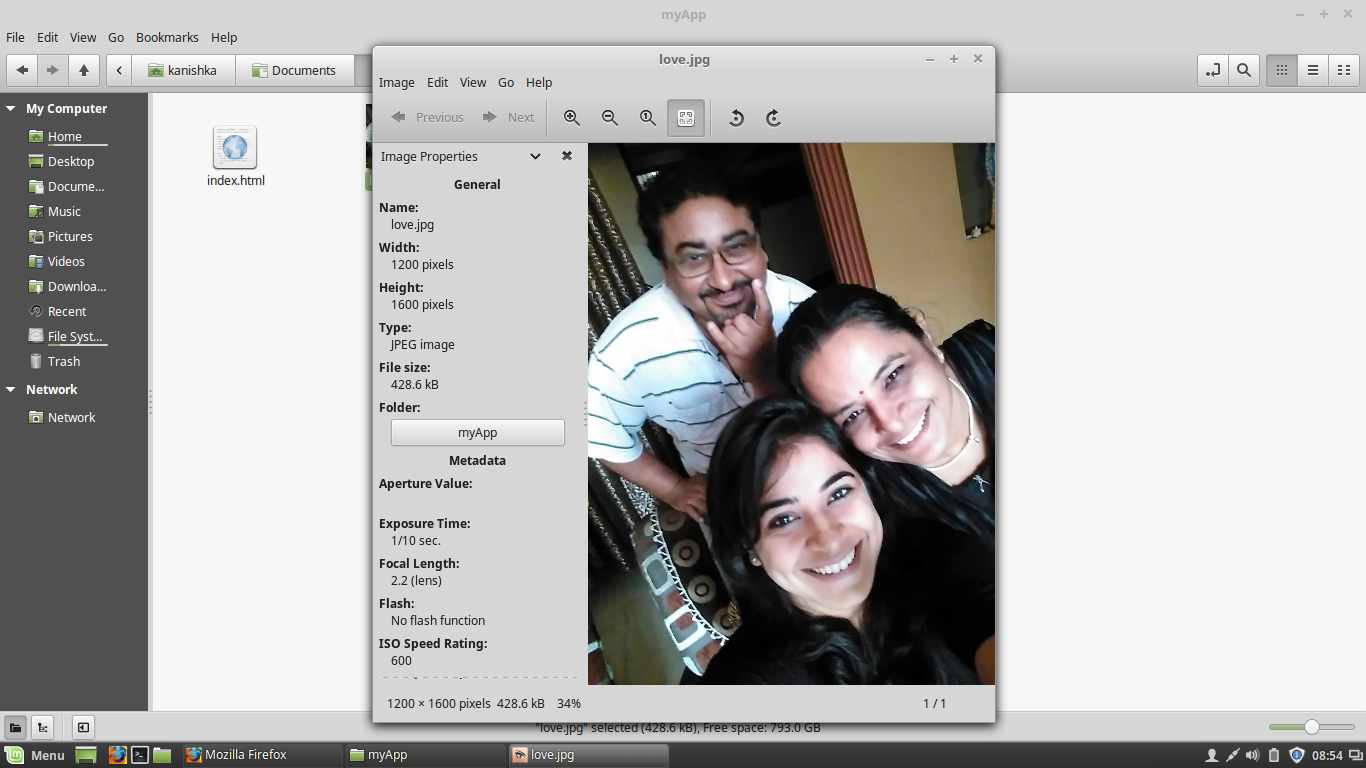 myApp
File Edit View Go Bookmarks Help
kanishka Documents
My Computer
Home
Desktop
Docume...
Music
Pictures
Videos
Downloa...
Recent
File Syst...
Trash
Network
Network
index.html
love.jpg
Image Edit View Go Help
Previous Next
Image Properties
General
Name:
love.jpg
Width:
1200 pixels
Height:
1600 pixels
Type:
JPEG image
File size:
428.6 kB
Folder:
myApp
Metadata
Aperture Value:
Exposure Time:
1/10 sec.
Focal Length:
2.2 (lens)
Flash:
No flash function
ISO Speed Rating:
600
1200 × 1600 pixels 428.6 kB 34% 1 / 1
"love.jpg" selected (428.6 kB), Free space: 793.0 GB
Menu Mozilla Firefox myApp love.jpg 08:54